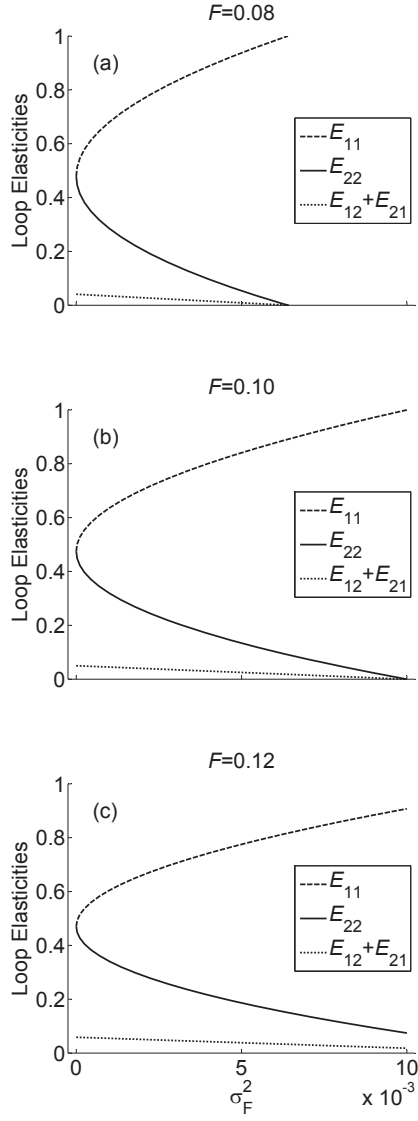 F=0.08
(a)
Loop Elasticities
1
0.8
0.6
0.4
0.2
0
E11
E22
E12+E21
F=0.10
(b)
Loop Elasticities
1
0.8
0.6
0.4
0.2
0
E11
E22
E12+E21
F=0.12
(c)
Loop Elasticities
1
0.8
0.6
0.4
0.2
0
E11
E22
E12+E21
0 5 10
σ²F x 10⁻³